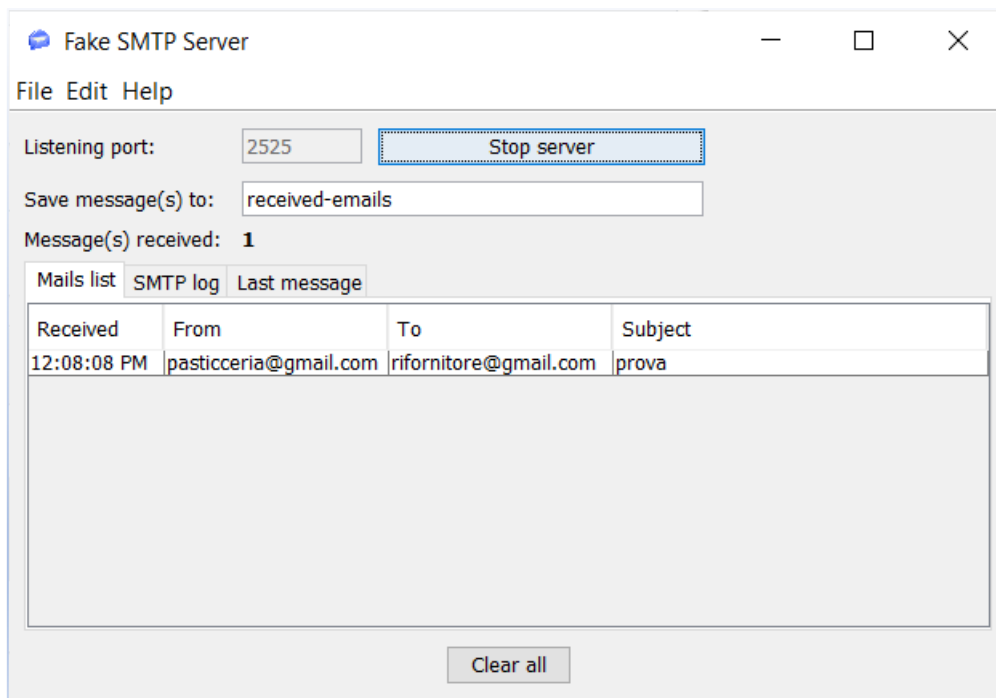 Fake SMTP Server
File Edit Help
Listening port: 2525 Stop server
Save message(s) to: received-emails
Message(s) received: 1
Mails list SMTP log Last message
Received From To Subject
12:08:08 PM pasticceria@gmail.com rifornitore@gmail.com prova
Clear all